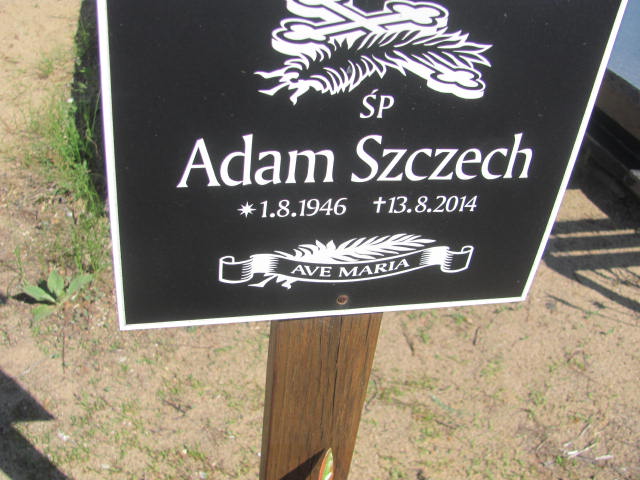 ŚP
Adam Szczech
*1.8.1946 †13.8.2014
AVE MARIA